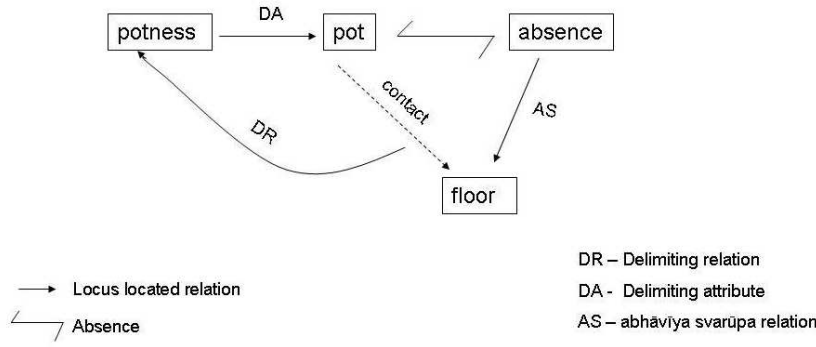 DA
potness
pot
absence
contact
AS
DR
floor
DR – Delimiting relation
Locus located relation
DA - Delimiting attribute
Absence
AS – abhāvīya svarūpa relation